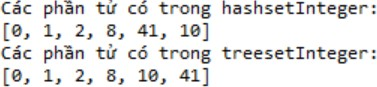 Các phần tử có trong hashsetInteger:
[0, 1, 2, 8, 41, 10]
Các phần tử có trong treesetInteger:
[0, 1, 2, 8, 10, 41]